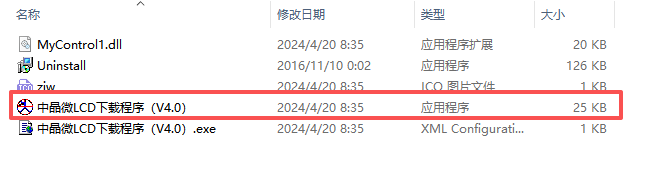 名称 修改日期 类型 大小
MyControl1.dll 2024/4/20 8:35 应用程序扩展 20 KB
Uninstall 2016/11/10 0:02 应用程序 126 KB
zjw 2024/4/20 8:35 ICO 图片文件 1 KB
中晶微LCD下载程序（V4.0） 2024/4/20 8:35 应用程序 25 KB
中晶微LCD下载程序（V4.0）.exe 2024/4/20 8:35 XML Configurati... 1 KB